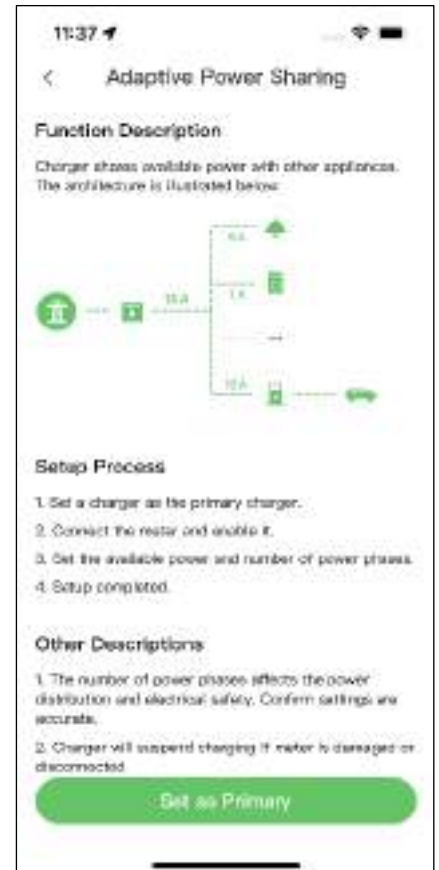 11:37
Adaptive Power Sharing
Function Description
Charger shares available power with other appliances.
The architecture is illustrated below:
Setup Process
1. Set a charger as the primary charger.
2. Connect the meter and enable it.
3. Set the available power and number of power phases.
4. Setup completed.
Other Descriptions
1. The number of power phases affects the power
distribution and electrical safety. Confirm settings are
accurate.
2. Charger will suspend charging if meter is damaged or
disconnected
Set as Primary